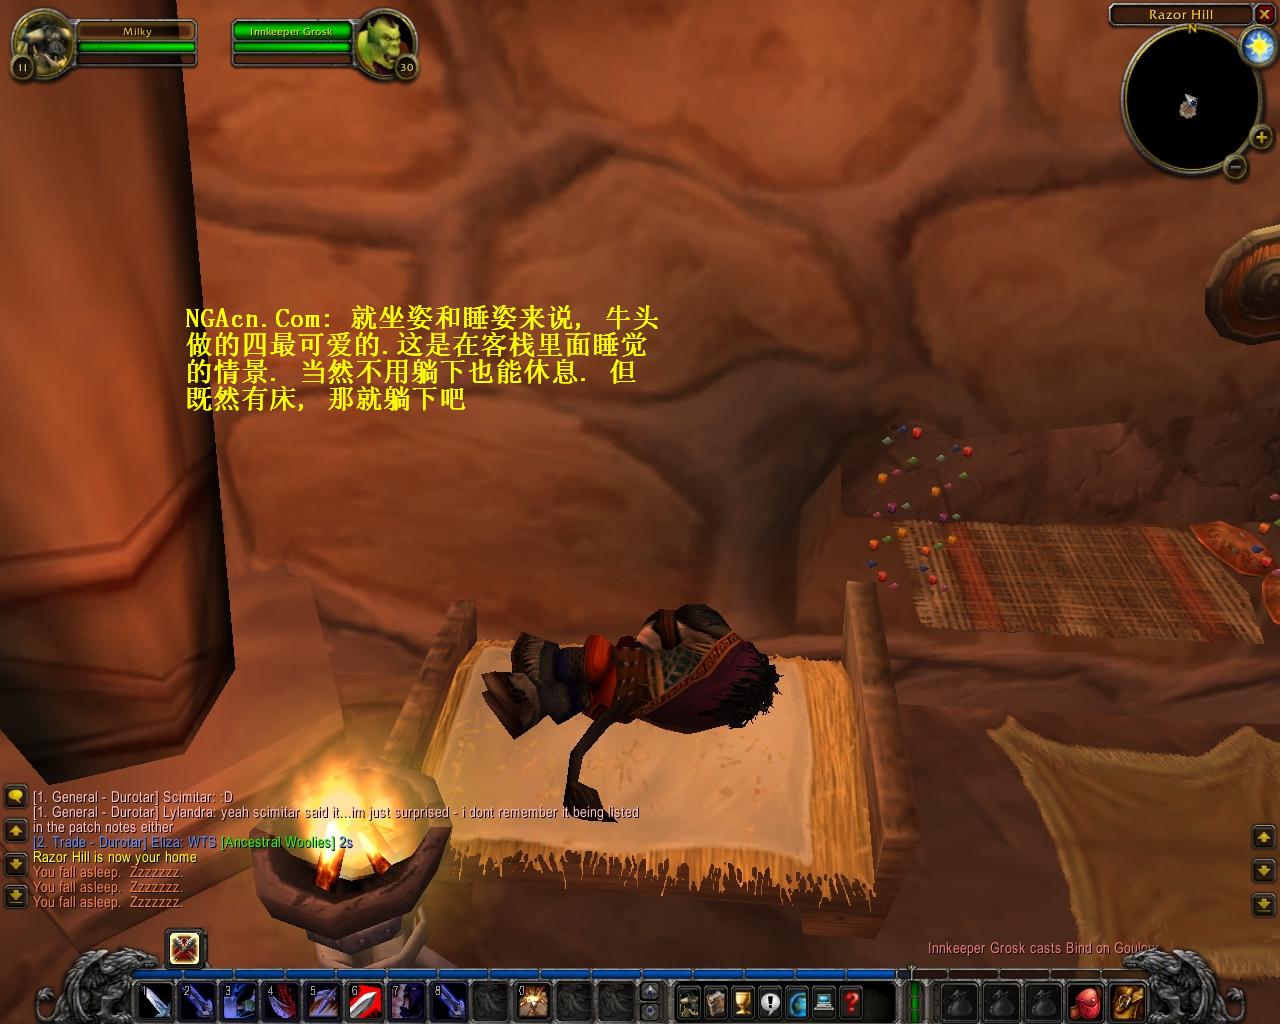 Milky
11
Innkeeper Grosk
30
Razor Hill
N
NGAcn.Com: 就坐姿和睡姿来说, 牛头
做的四最可爱的.这是在客栈里面睡觉
的情景. 当然不用躺下也能休息. 但
既然有床, 那就躺下吧
[1. General - Durotar] Scimitar: :D
[1. General - Durotar] Lylandra: yeah scimitar said it...im just surprised - i dont remember it being listed
in the patch notes either
[2. Trade - Durotar] Eliza: WTS [Ancestral Woolies] 2s
Razor Hill is now your home
You fall asleep. Zzzzzzz.
You fall asleep. Zzzzzzz.
You fall asleep. Zzzzzzz.
Innkeeper Grosk casts Bind on
1 2 3 4 5 6 7 8 0